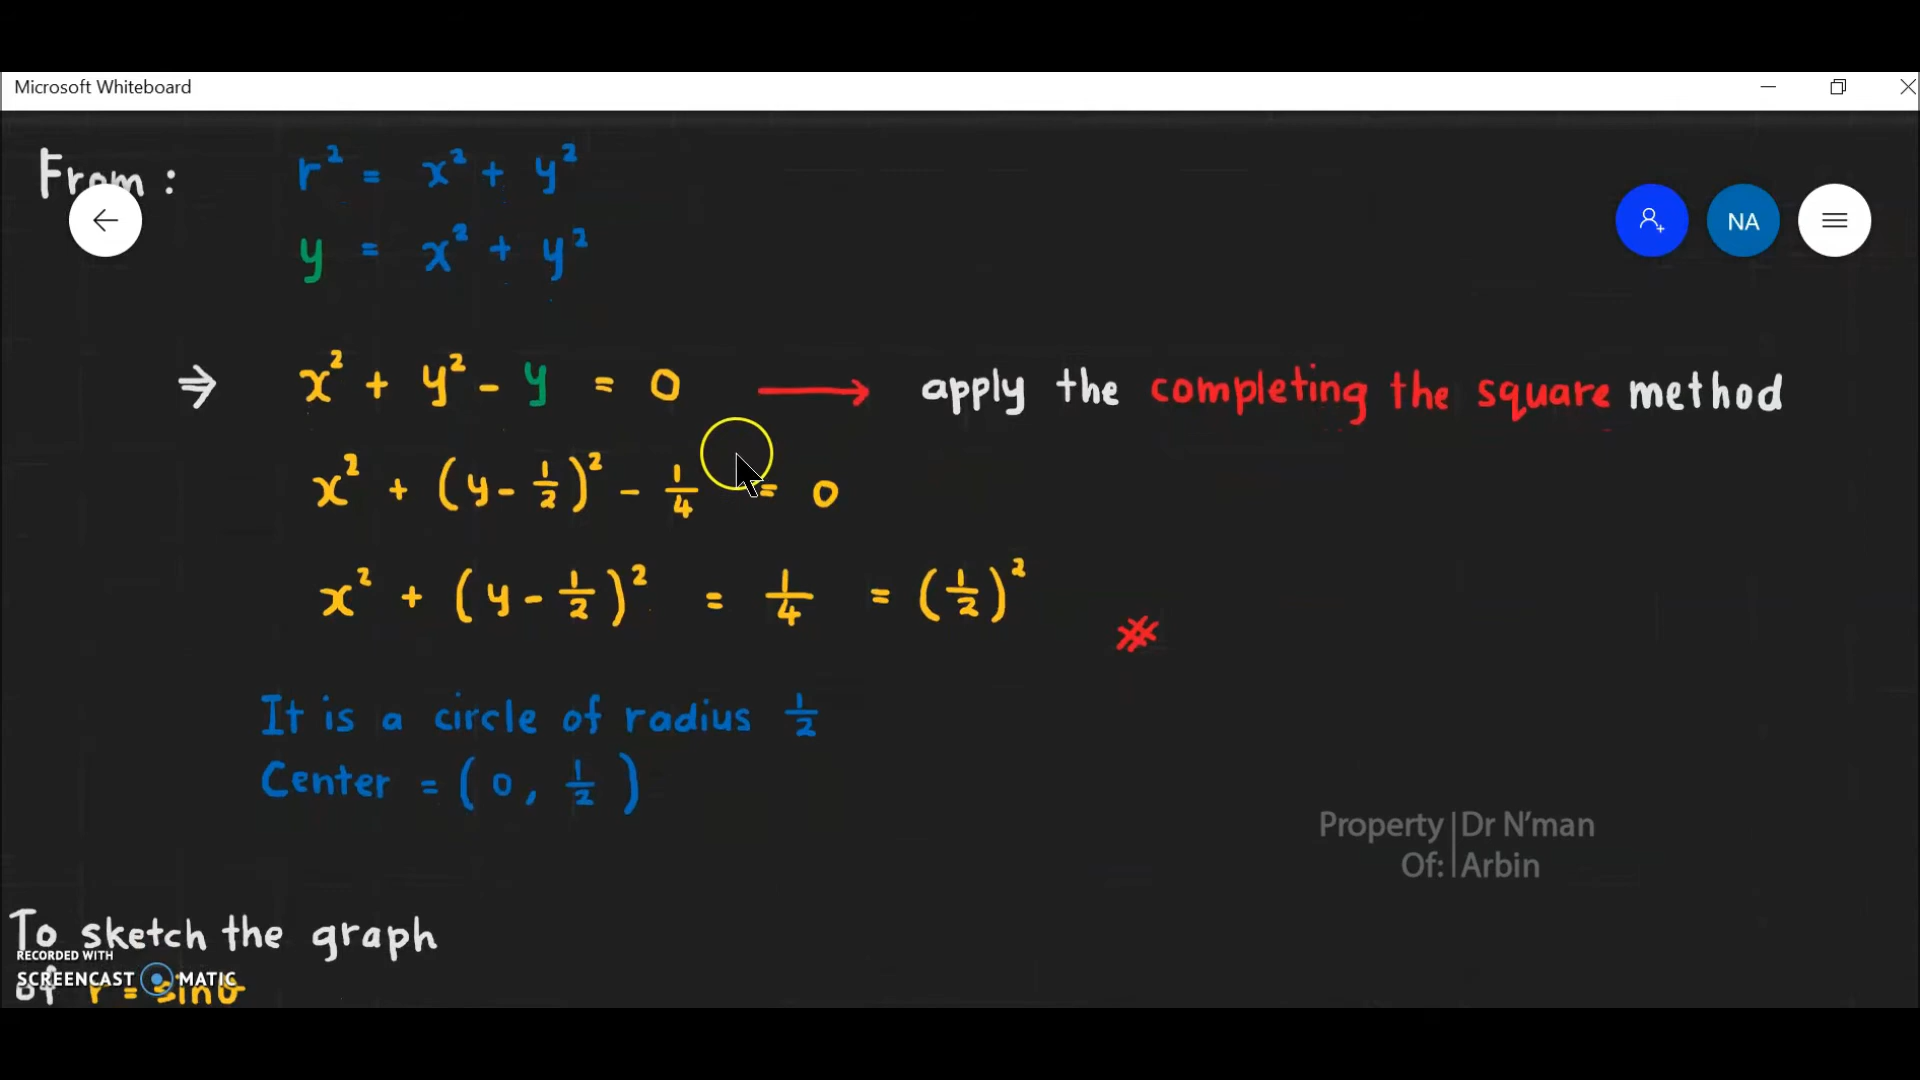 Microsoft Whiteboard
From : r² = x² + y²
y = x² + y²
NA
⇒ x² + y² - y = 0 ⟶ apply the completing the square method
x² + (y - 1/2)² - 1/4 = 0
x² + (y - 1/2)² = 1/4 = (1/2)²
It is a circle of radius 1/2
Center = (0, 1/2)
Property | Dr N'man
Of: | Arbin
To sketch the graph
RECORDED WITH
SCREENCAST MATIC
of r = sinθ